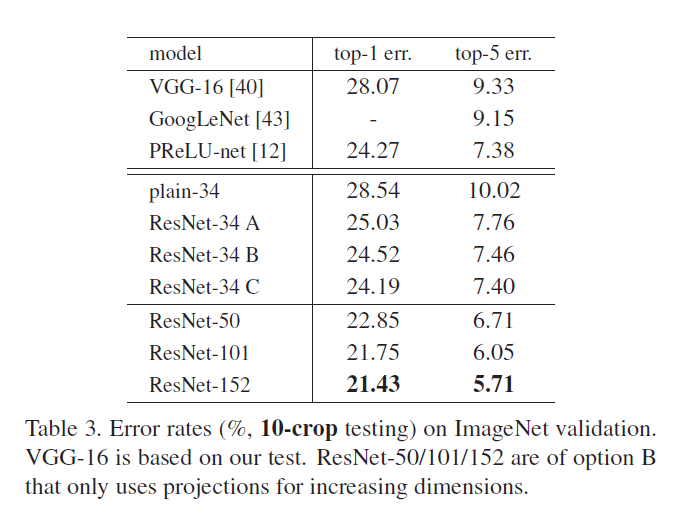 model top-1 err. top-5 err.
VGG-16 [40] 28.07 9.33
GoogLeNet [43] - 9.15
PReLU-net [12] 24.27 7.38
plain-34 28.54 10.02
ResNet-34 A 25.03 7.76
ResNet-34 B 24.52 7.46
ResNet-34 C 24.19 7.40
ResNet-50 22.85 6.71
ResNet-101 21.75 6.05
ResNet-152 21.43 5.71
Table 3. Error rates (%, 10-crop testing) on ImageNet validation.
VGG-16 is based on our test. ResNet-50/101/152 are of option B
that only uses projections for increasing dimensions.